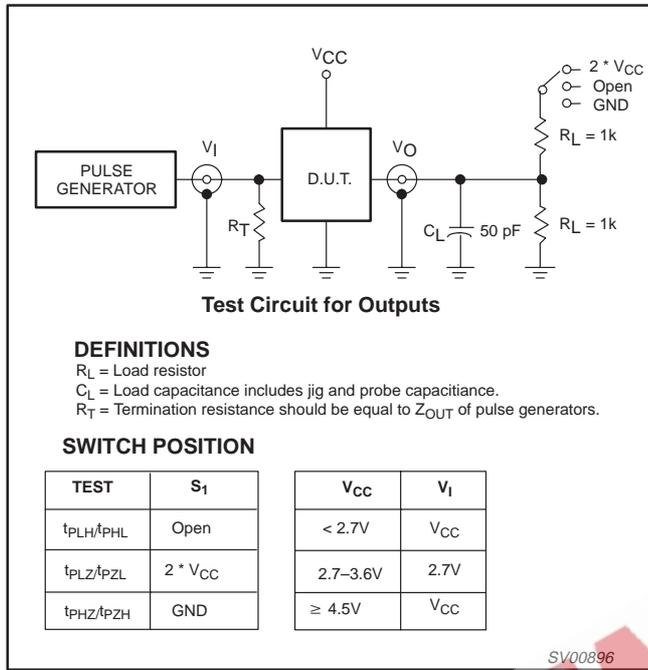 VCC
2 * VCC
Open
GND
RL = 1k
VI
VO
PULSE
GENERATOR
D.U.T.
RT
CL
50 pF
RL = 1k
Test Circuit for Outputs
DEFINITIONS
RL = Load resistor
CL = Load capacitance includes jig and probe capacitiance.
RT = Termination resistance should be equal to ZOUT of pulse generators.
SWITCH POSITION
TEST S1
tPLH/tPHL Open
tPLZ/tPZL 2 * VCC
tPHZ/tPZH GND
VCC VI
< 2.7V VCC
2.7–3.6V 2.7V
≥ 4.5V VCC
SV00896